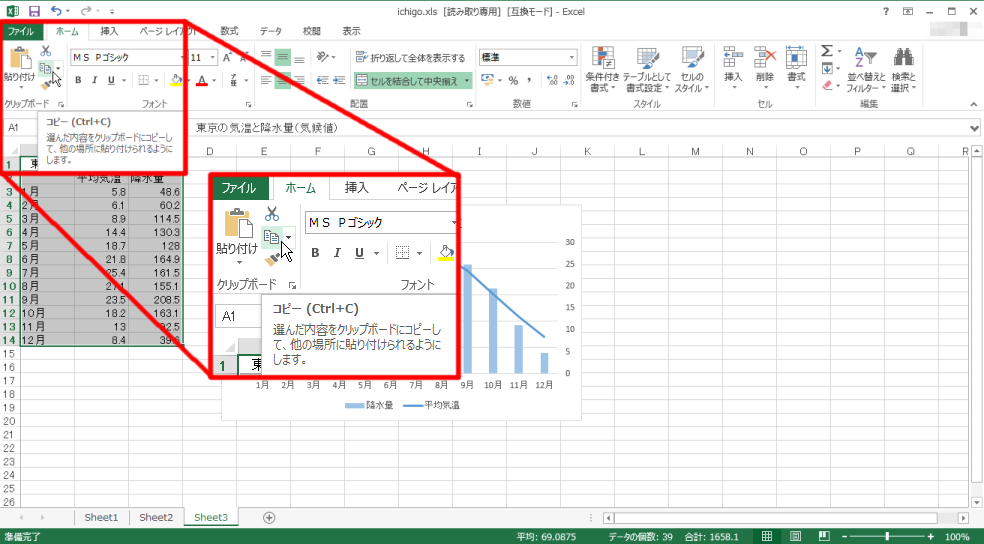 ichigo.xls [読み取り専用] [互換モード] - Excel
ファイル ホーム 挿入 ページ レイアウ 数式 データ 校閲 表示
貼り付け
クリップボード
ＭＳ Ｐゴシック 11
B I U
フォント
折り返して全体を表示する
セルを結合して中央揃え
配置
標準
数値
条件付き書式 テーブルとして書式設定 セルのスタイル
スタイル
挿入 削除 書式
セル
並べ替えとフィルター 検索と選択
編集
A1 東京の気温と降水量(気候値)
コピー (Ctrl+C)
選んだ内容をクリップボードにコピーし
て、他の場所に貼り付けられるように
します。
D E F G H I J K L M N O P Q R
1 東
平均気温 降水量
3 1月 5.8 48.6
4 2月 6.1 60.2
5 3月 8.9 114.5
6 4月 14.4 130.3
7 5月 18.7 128
8 6月 21.8 164.9
9 7月 25.4 161.5
10 8月 155.1
11 9月 23.5 208.5
12 10月 18.2 163.1
13 11月 13 92.5
14 12月 8.4
15
16
17
18
19
20
21
22
23
24
25
26
ファイル ホーム 挿入 ページ レイア
貼り付け
ＭＳ Ｐゴシック
B I U
クリップボード フォント
A1
コピー (Ctrl+C)
選んだ内容をクリップボードにコピーし
て、他の場所に貼り付けられるように
します。
1 東
30
25
20
15
10
5
0
1月 2月 3月 4月 5月 6月 7月 8月 9月 10月 11月 12月
降水量 平均気温
Sheet1 Sheet2 Sheet3
準備完了 平均: 69.0875 データの個数: 39 合計: 1658.1 100%